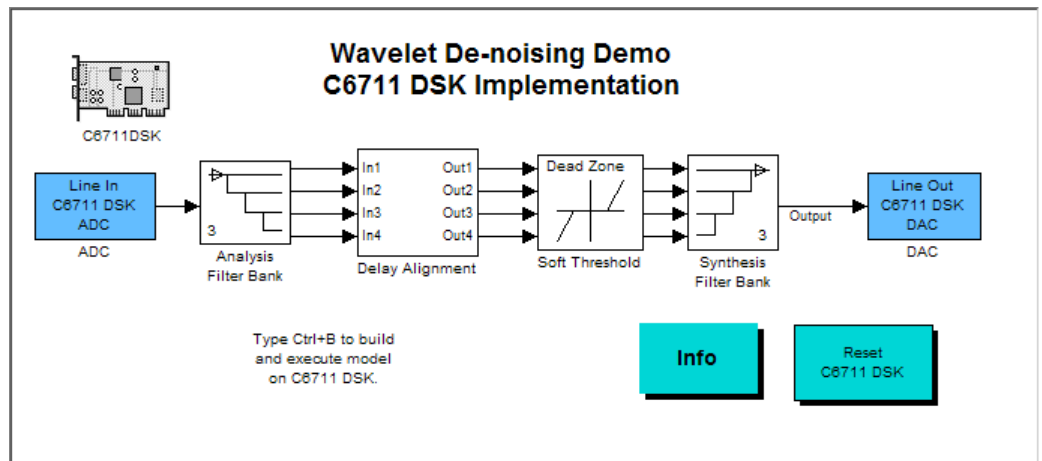 Wavelet De-noising Demo
C6711 DSK Implementation
C6711DSK
Line In
C6711 DSK
ADC
ADC
3
Analysis
Filter Bank
In1
In2
In3
In4
Out1
Out2
Out3
Out4
Delay Alignment
Dead Zone
Soft Threshold
3
Synthesis
Filter Bank
Output
Line Out
C6711 DSK
DAC
DAC
Type Ctrl+B to build
and execute model
on C6711 DSK.
Info
Reset
C6711 DSK